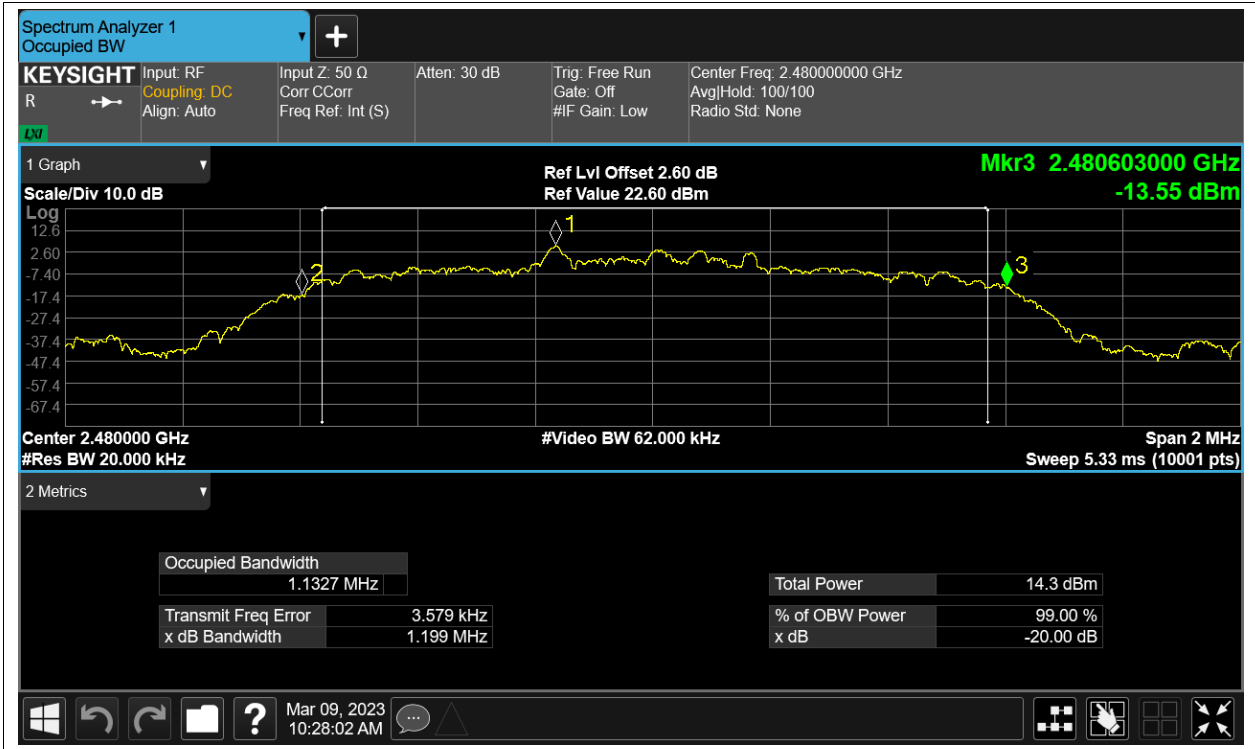 Spectrum Analyzer 1
Occupied BW
KEYSIGHT
R
LXI
Input: RF
Coupling: DC
Align: Auto
Input Z: 50 Ω
Corr CCorr
Freq Ref: Int (S)
Atten: 30 dB
Trig: Free Run
Gate: Off
#IF Gain: Low
Center Freq: 2.480000000 GHz
Avg|Hold: 100/100
Radio Std: None
1 Graph
Scale/Div 10.0 dB
Ref Lvl Offset 2.60 dB
Ref Value 22.60 dBm
Mkr3 2.480603000 GHz
-13.55 dBm
Log
12.6
2.60
-7.40
-17.4
-27.4
-37.4
-47.4
-57.4
-67.4
1
2
3
Center 2.480000 GHz
#Res BW 20.000 kHz
#Video BW 62.000 kHz
Span 2 MHz
Sweep 5.33 ms (10001 pts)
2 Metrics
Occupied Bandwidth
1.1327 MHz
Transmit Freq Error 3.579 kHz
x dB Bandwidth 1.199 MHz
Total Power 14.3 dBm
% of OBW Power 99.00 %
x dB -20.00 dB
?
Mar 09, 2023
10:28:02 AM